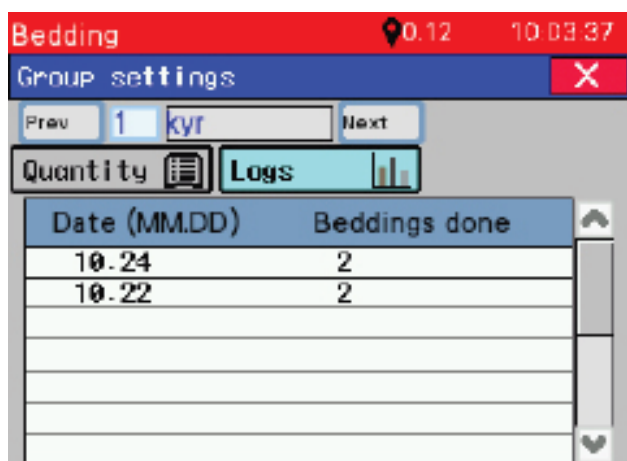 Bedding 0.12 10:03:37
Group settings X
Prev 1 kyr Next
Quantity Logs
Date (MM.DD) Beddings done
10.24 2
10.22 2